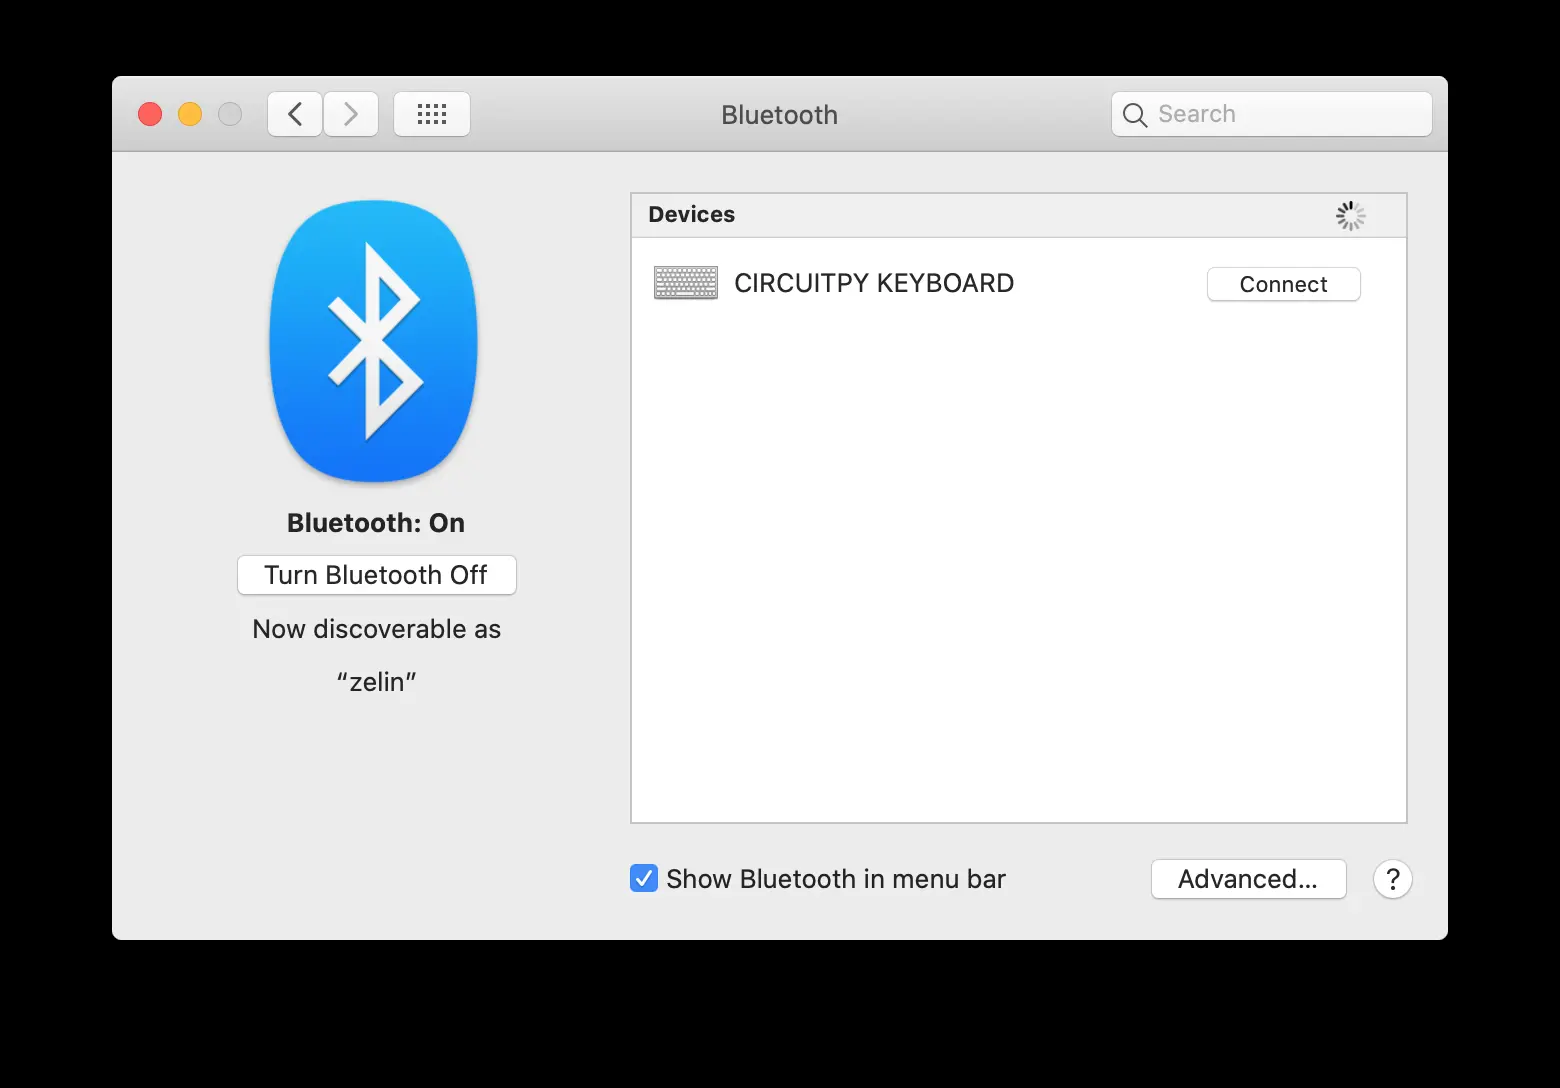 Bluetooth
Search
Bluetooth: On
Turn Bluetooth Off
Now discoverable as
“zelin”
Devices
CIRCUITPY KEYBOARD
Connect
Show Bluetooth in menu bar
Advanced...
?